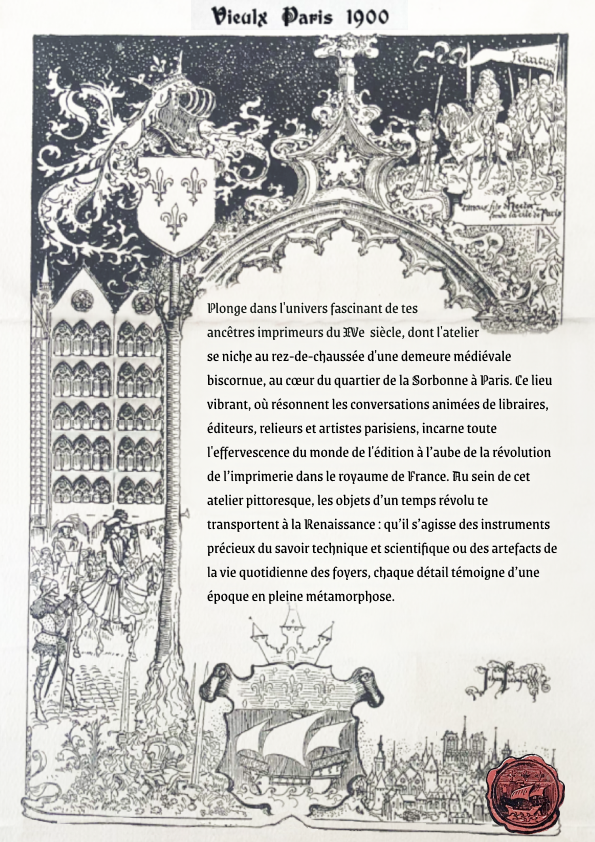 Vieulx Paris 1900
Francus
Francus fils de Hector
fonde la ville de Paris
Plonge dans l'univers fascinant de tes
ancêtres imprimeurs du XVe siècle, dont l'atelier
se niche au rez-de-chaussée d'une demeure médiévale
biscornue, au cœur du quartier de la Sorbonne à Paris. Ce lieu
vibrant, où résonnent les conversations animées de libraires,
éditeurs, relieurs et artistes parisiens, incarne toute
l'effervescence du monde de l'édition à l’aube de la révolution
de l’imprimerie dans le royaume de France. Au sein de cet
atelier pittoresque, les objets d’un temps révolu te
transportent à la Renaissance : qu’il s’agisse des instruments
précieux du savoir technique et scientifique ou des artefacts de
la vie quotidienne des foyers, chaque détail témoigne d’une
époque en pleine métamorphose.